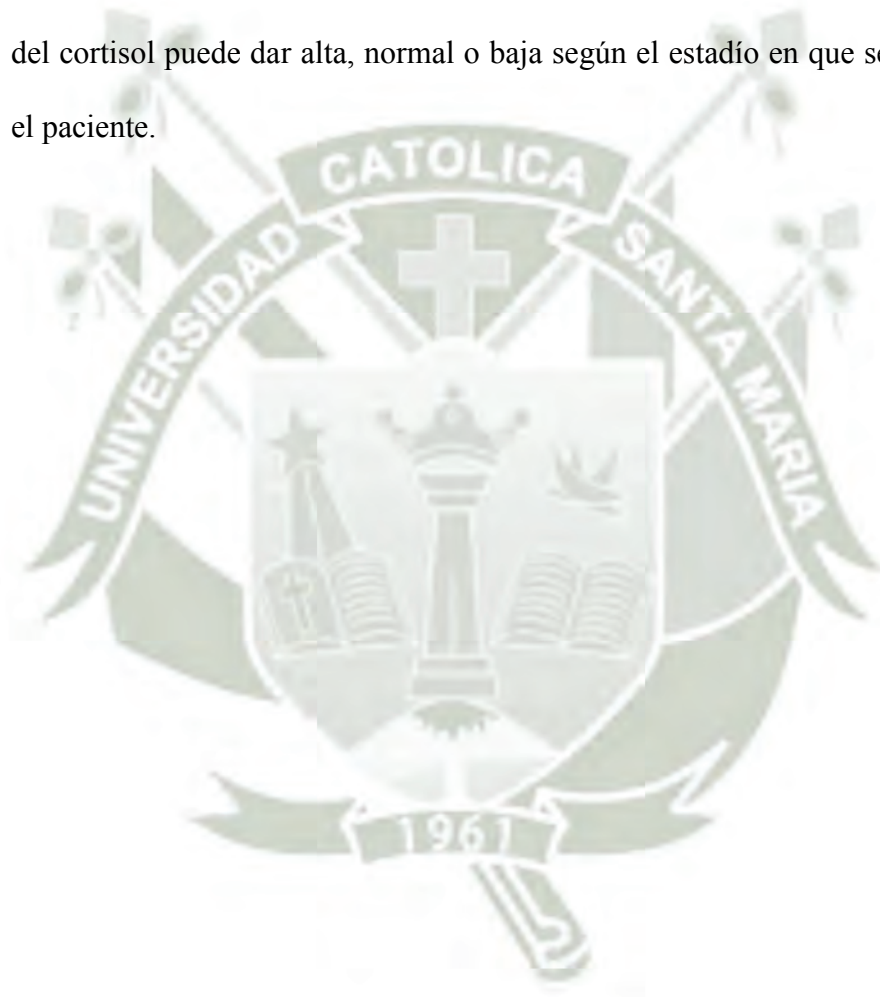 del cortisol puede dar alta, normal o baja según el estadío en que
el paciente.
CATOLICA
UNIVERSIDAD
SANTA MARIA
1961